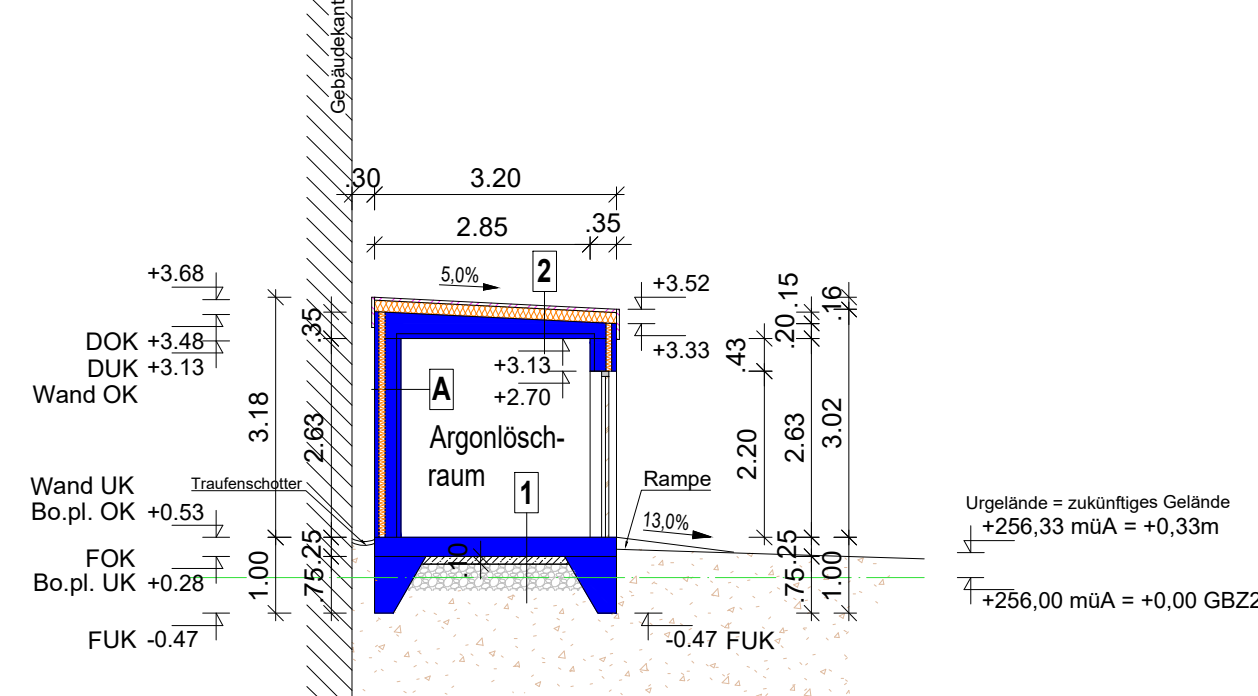 Gebäudekant
.30
3.20
2.85
.35
5,0%
2
+3.68
+3.52
.15
.16
.35
.20
DOK +3.48
+3.33
DUK +3.13
+3.13
.43
Wand OK
A
+2.70
3.18
2.63
Argonlösch-
raum
2.20
2.63
3.02
Wand UK
Traufenschotter
1
Rampe
Bo.pl. OK +0.53
13,0%
Urgelände = zukünftiges Gelände
+256,33 müA = +0,33m
FOK
.25
.10
.25
Bo.pl. UK +0.28
1.00
.75
.75
1.00
+256,00 müA = +0,00 GBZ2
FUK -0.47
-0.47 FUK